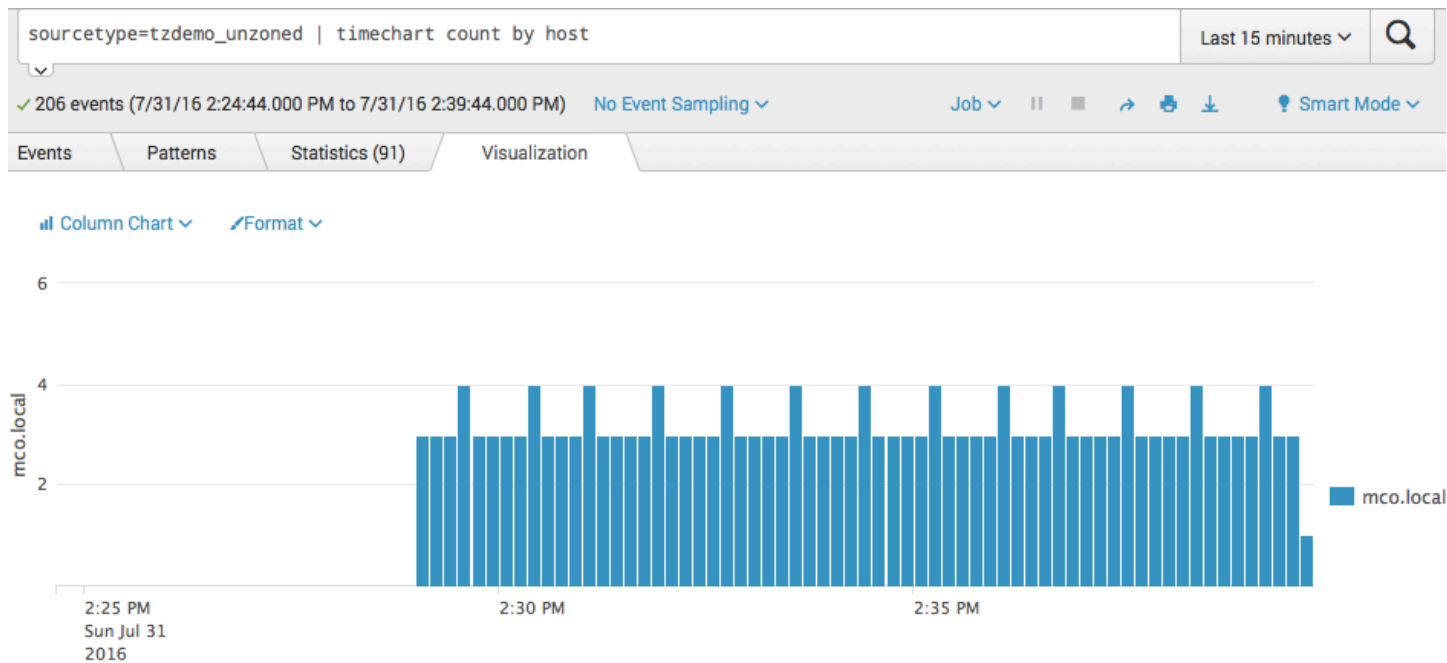 sourcetype=tzdemo_unzoned | timechart count by host
Last 15 minutes
206 events (7/31/16 2:24:44.000 PM to 7/31/16 2:39:44.000 PM)
No Event Sampling
Job
Smart Mode
Events
Patterns
Statistics (91)
Visualization
Column Chart
Format
6
4
2
mco.local
mco.local
2:25 PM
Sun Jul 31
2016
2:30 PM
2:35 PM